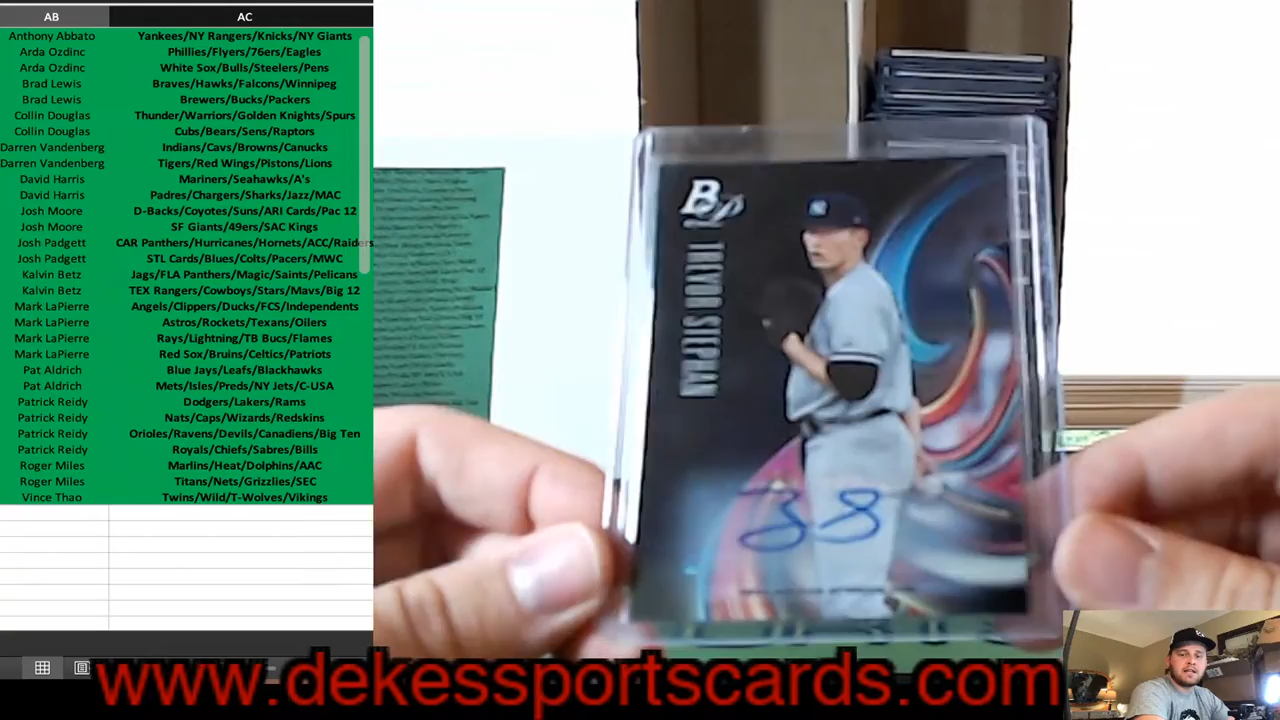 AB AC
Anthony Abbato Yankees/NY Rangers/Knicks/NY Giants
Arda Ozdinc Phillies/Flyers/76ers/Eagles
Arda Ozdinc White Sox/Bulls/Steelers/Pens
Brad Lewis Braves/Hawks/Falcons/Winnipeg
Brad Lewis Brewers/Bucks/Packers
Collin Douglas Thunder/Warriors/Golden Knights/Spurs
Collin Douglas Cubs/Bears/Sens/Raptors
Darren Vandenberg Indians/Cavs/Browns/Canucks
Darren Vandenberg Tigers/Red Wings/Pistons/Lions
David Harris Mariners/Seahawks/A's
David Harris Padres/Chargers/Sharks/Jazz/MAC
Josh Moore D-Backs/Coyotes/Suns/ARI Cards/Pac 12
Josh Moore SF Giants/49ers/SAC Kings
Josh Padgett CAR Panthers/Hurricanes/Hornets/ACC/Raiders
Josh Padgett STL Cards/Blues/Colts/Pacers/MWC
Kalvin Betz Jags/FLA Panthers/Magic/Saints/Pelicans
Kalvin Betz TEX Rangers/Cowboys/Stars/Mavs/Big 12
Mark LaPierre Angels/Clippers/Ducks/FCS/Independents
Mark LaPierre Astros/Rockets/Texans/Oilers
Mark LaPierre Rays/Lightning/TB Bucs/Flames
Mark LaPierre Red Sox/Bruins/Celtics/Patriots
Pat Aldrich Blue Jays/Leafs/Blackhawks
Pat Aldrich Mets/Isles/Preds/NY Jets/C-USA
Patrick Reidy Dodgers/Lakers/Rams
Patrick Reidy Nats/Caps/Wizards/Redskins
Patrick Reidy Orioles/Ravens/Devils/Canadiens/Big Ten
Patrick Reidy Royals/Chiefs/Sabres/Bills
Roger Miles Marlins/Heat/Dolphins/AAC
Roger Miles Titans/Nets/Grizzlies/SEC
Vince Thao Twins/Wild/T-Wolves/Vikings
BP
TREVOR STEPHAN
www.dekessportscards.com